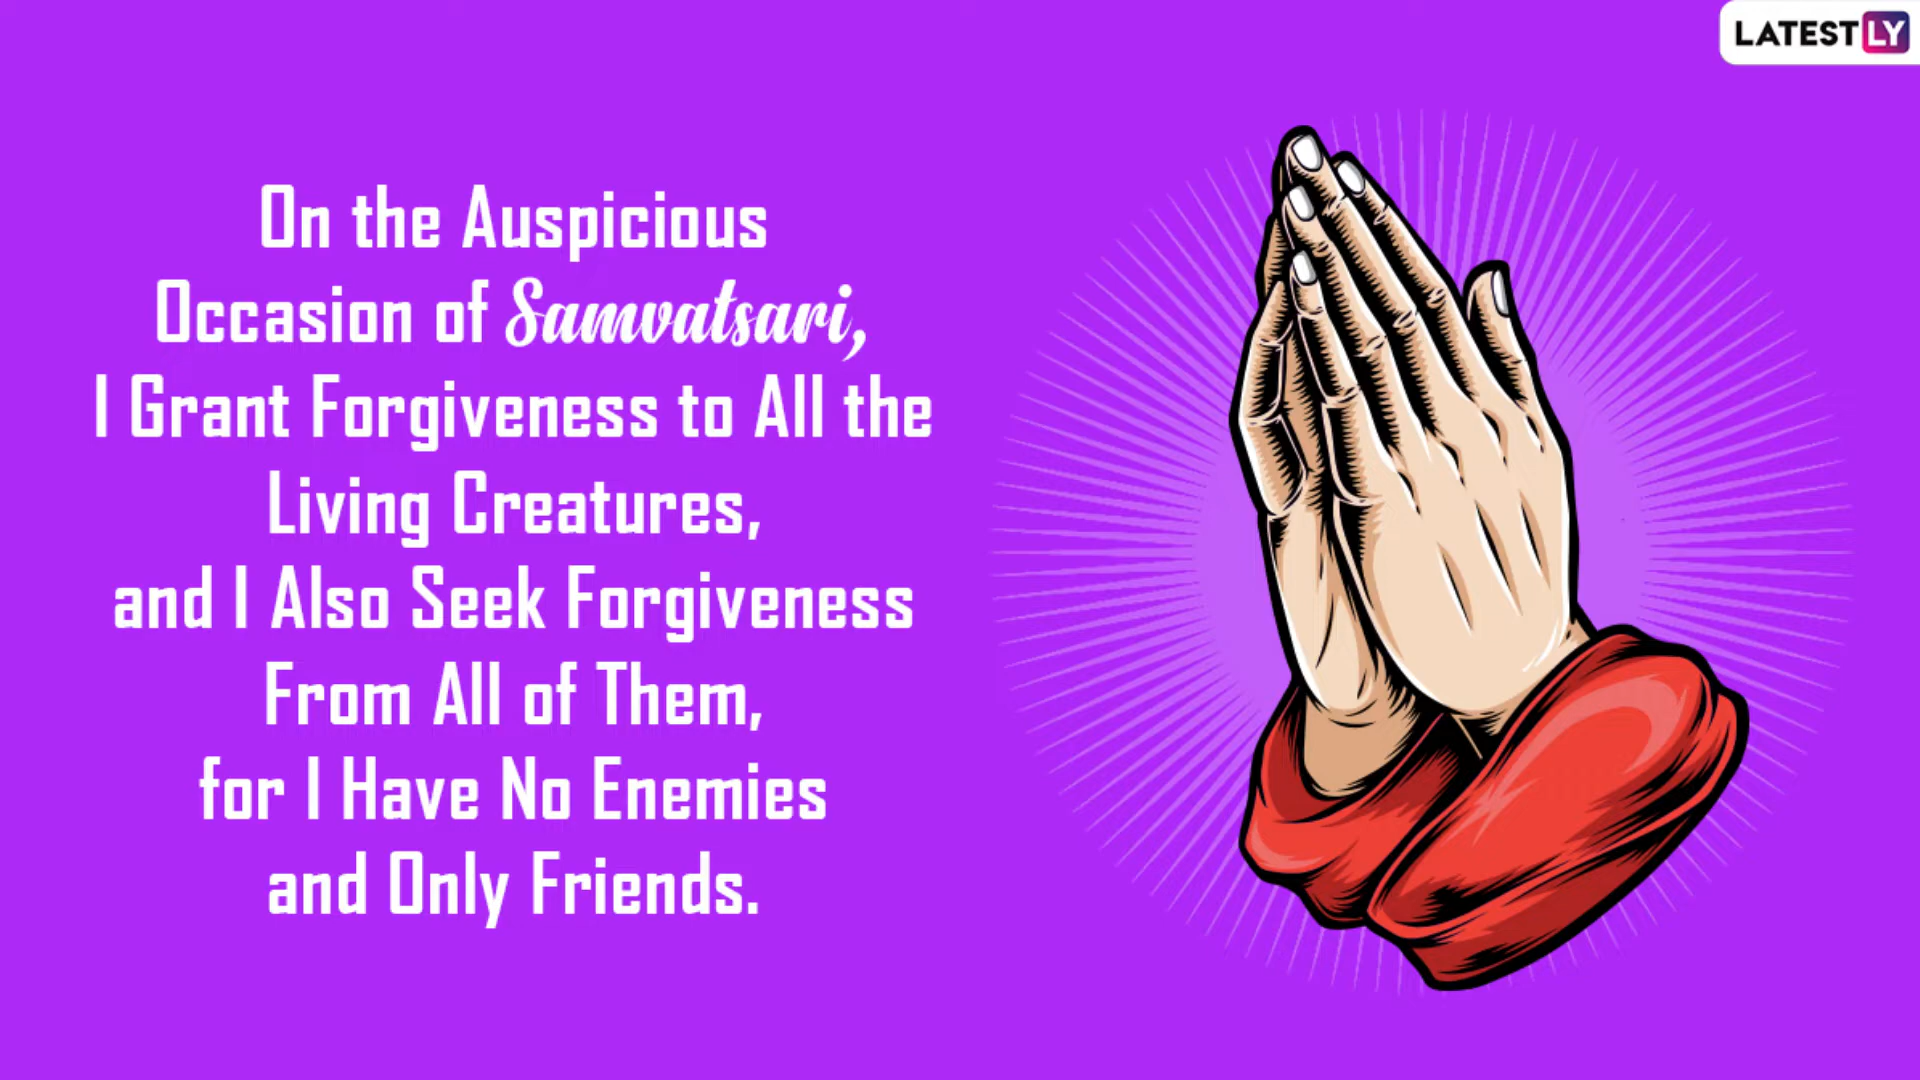 LATESTLY
On the Auspicious
Occasion of Samvatsari,
I Grant Forgiveness to All the
Living Creatures,
and I Also Seek Forgiveness
From All of Them,
for I Have No Enemies
and Only Friends.